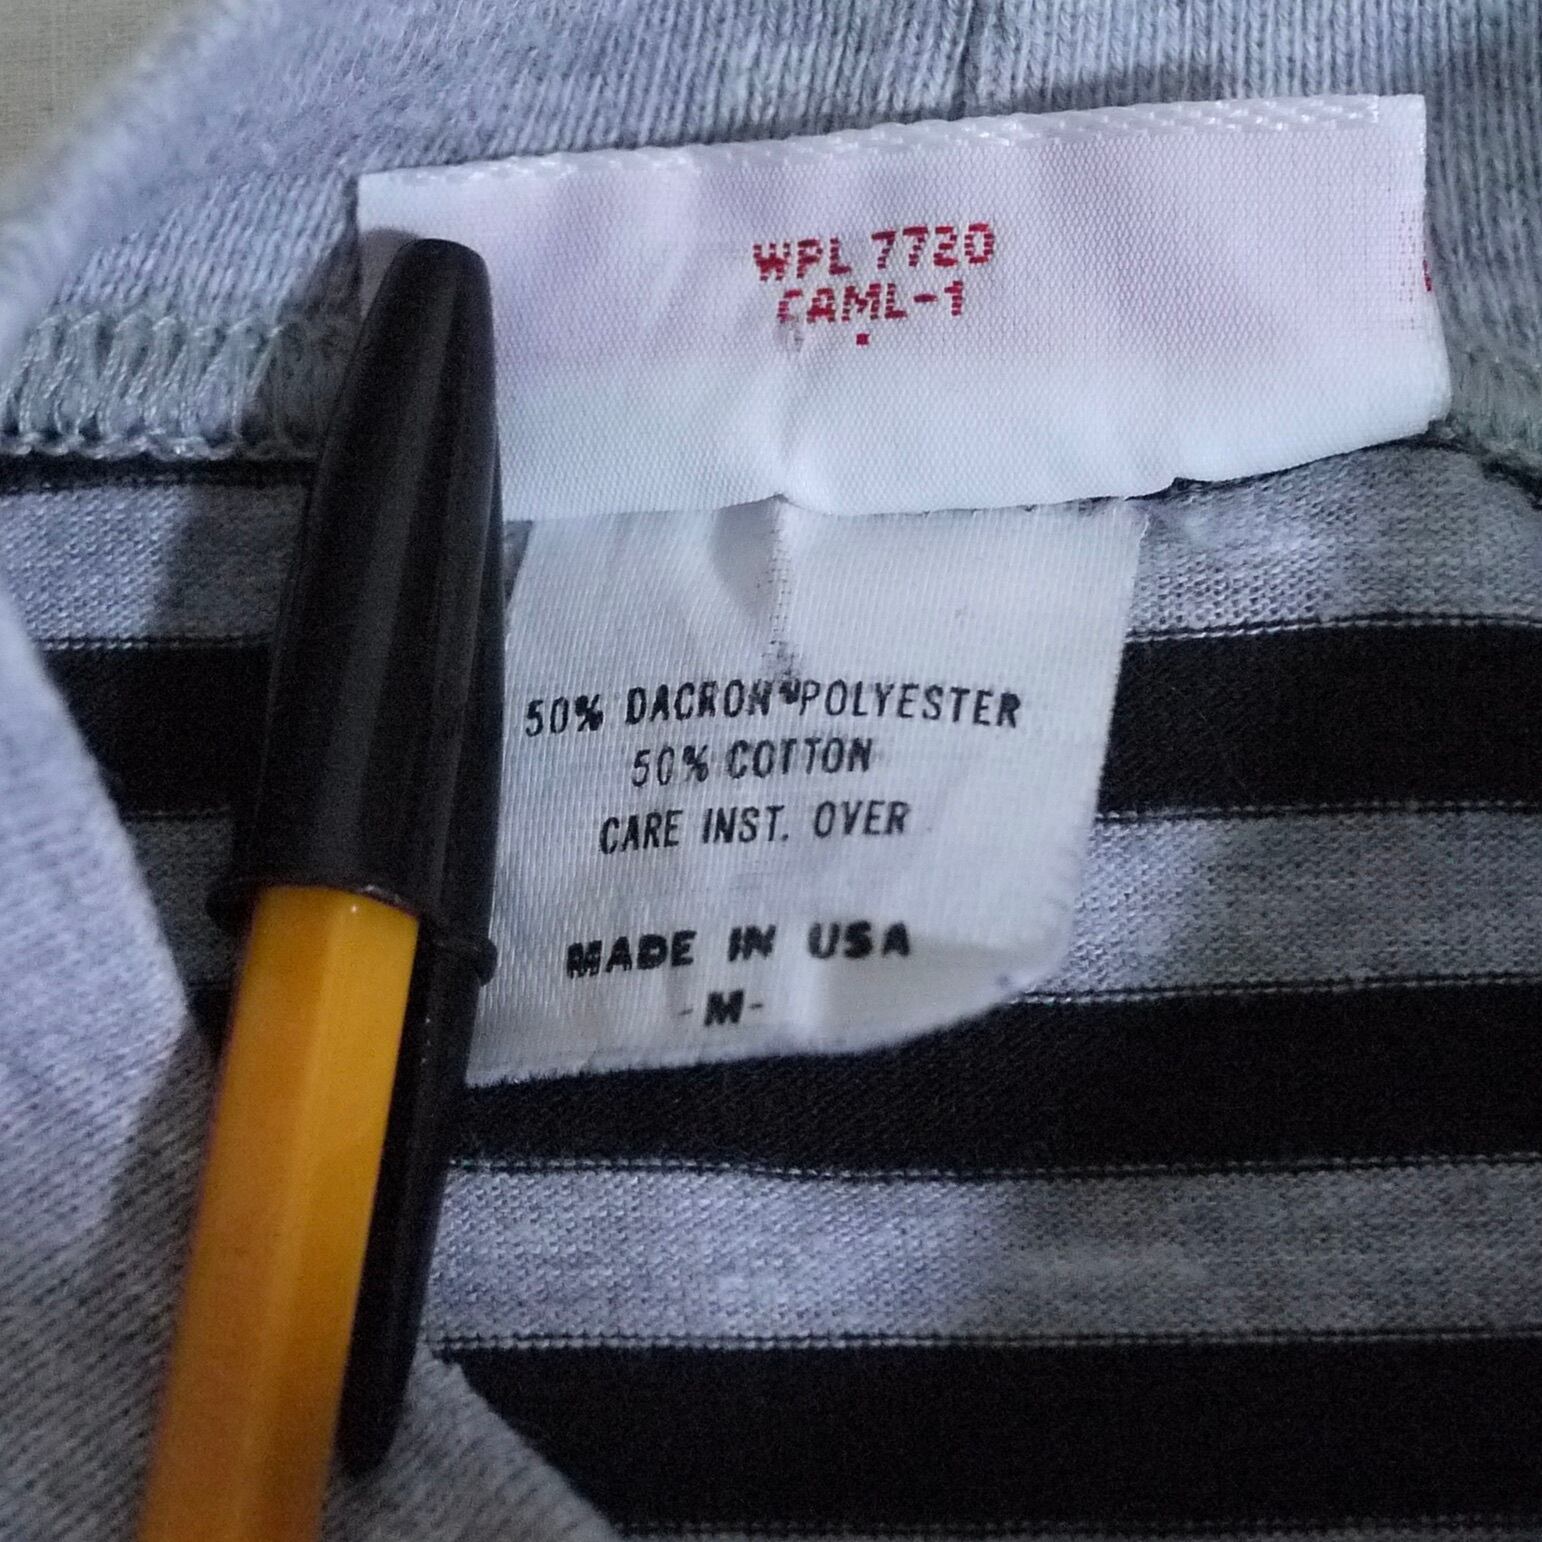 WPL 7720
CAML-1
50% DACRON POLYESTER
50% COTTON
CARE INST. OVER
MADE IN USA
-M-